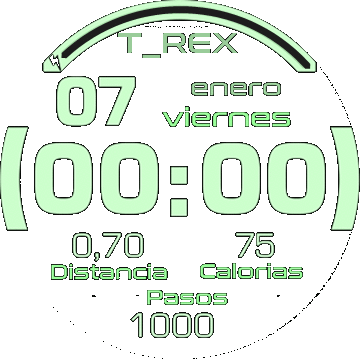 T_REX
07 enero
viernes
(00:00)
0,70 75
Distancia Calorias
Pasos
1000